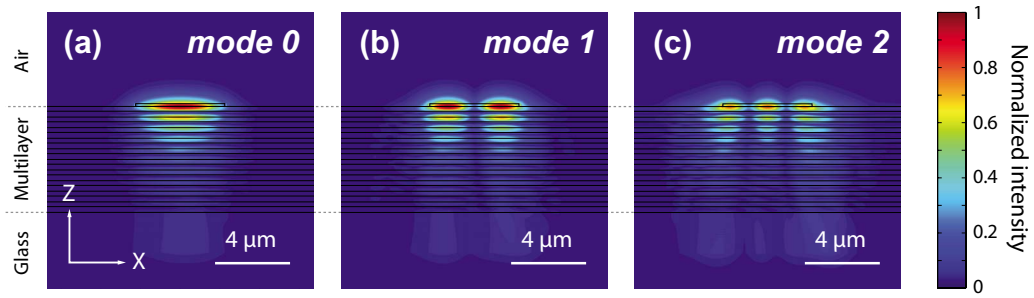 (a) mode 0
(b) mode 1
(c) mode 2
Air
Multilayer
Glass
Z
X
4 μm
4 μm
4 μm
1
0.8
0.6
0.4
0.2
0
Normalized intensity